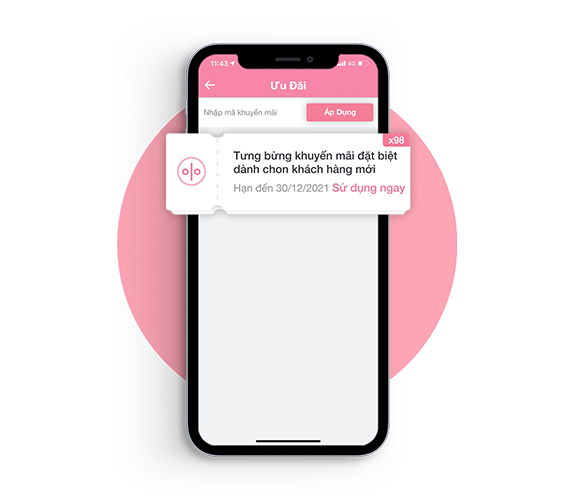 11:43
4G
Ưu Đãi
Nhập mã khuyến mãi
Áp Dụng
x98
Tưng bừng khuyến mãi đặt biệt
dành chon khách hàng mới
Hạn đến 30/12/2021 Sử dụng ngay